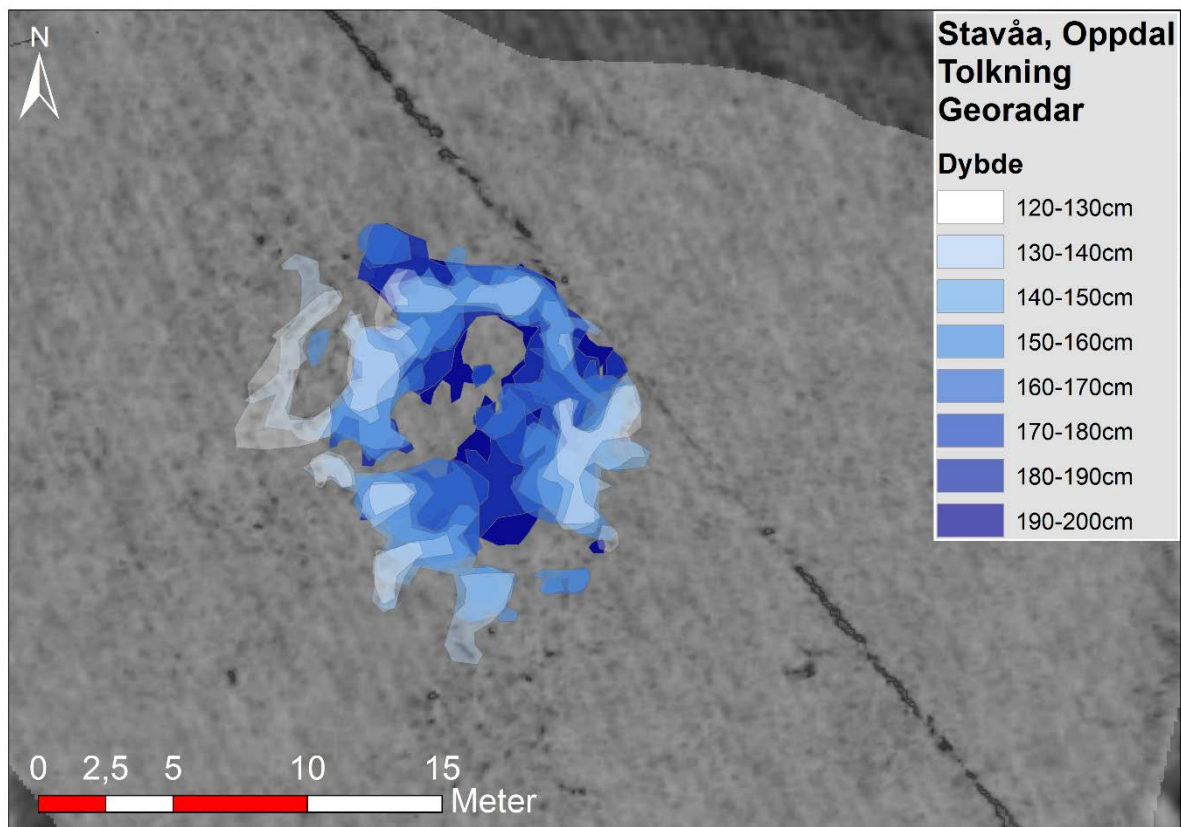 N
Stavåa, Oppdal
Tolkning
Georadar
Dybde
120-130cm
130-140cm
140-150cm
150-160cm
160-170cm
170-180cm
180-190cm
190-200cm
0 2,5 5 10 15
Meter